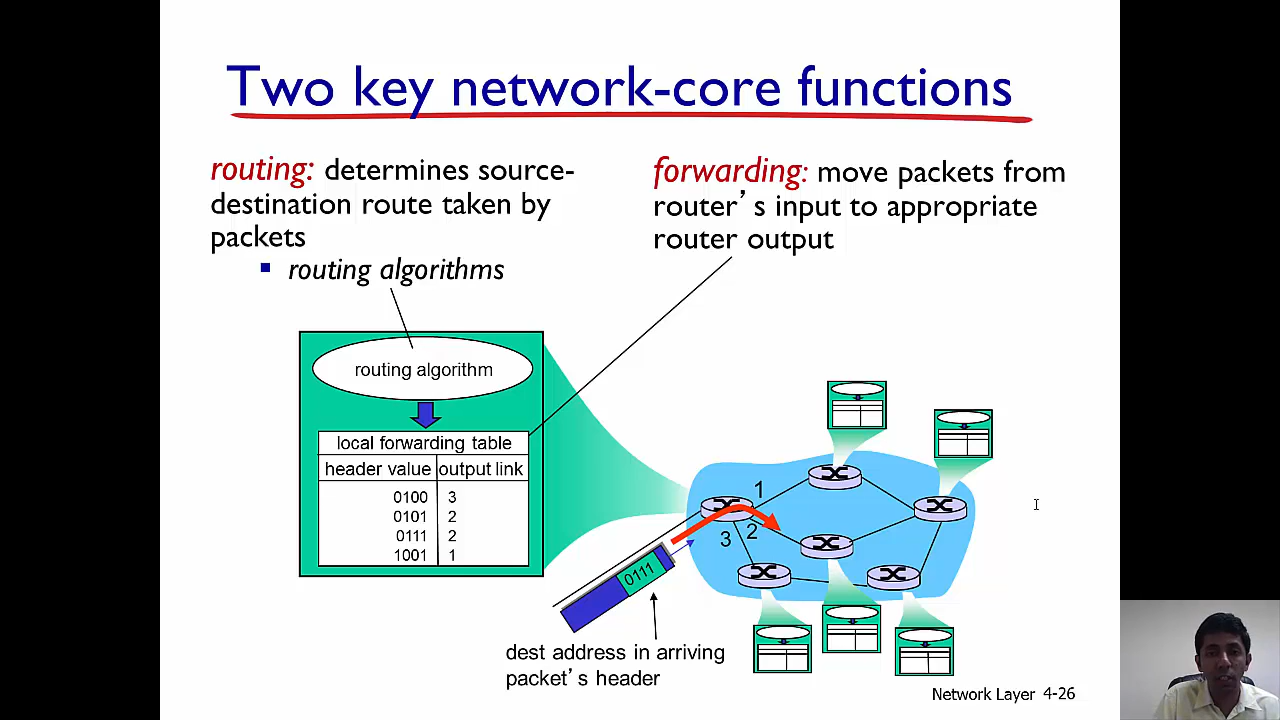 Two key network-core functions
routing: determines source-
destination route taken by
packets
routing algorithms
forwarding: move packets from
router's input to appropriate
router output
routing algorithm
local forwarding table
header value output link
0100 3
0101 2
0111 2
1001 1
1
2
3
0111
dest address in arriving
packet's header
Network Layer 4-26